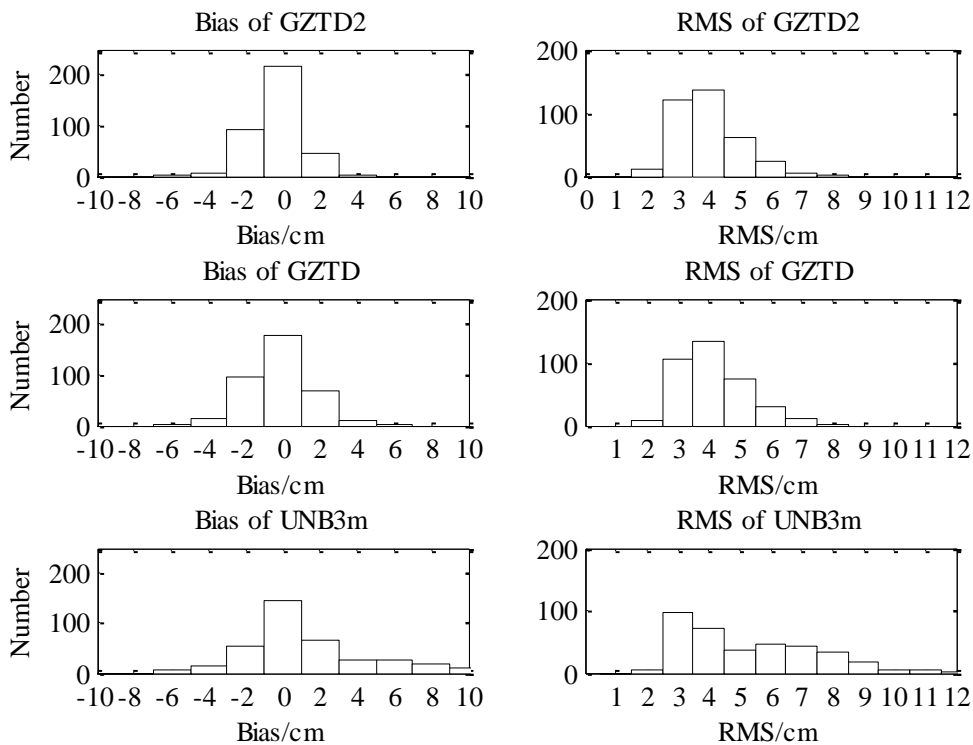 Bias of GZTD2
RMS of GZTD2
Number
200
100
0
-10 -8 -6 -4 -2 0 2 4 6 8 10
Bias/cm
200
100
0
0 1 2 3 4 5 6 7 8 9 10 11 12
RMS/cm
Bias of GZTD
RMS of GZTD
Number
200
100
0
-10 -8 -6 -4 -2 0 2 4 6 8 10
Bias/cm
200
100
0
1 2 3 4 5 6 7 8 9 10 11 12
RMS/cm
Bias of UNB3m
RMS of UNB3m
Number
200
100
0
-10 -8 -6 -4 -2 0 2 4 6 8 10
Bias/cm
200
100
0
1 2 3 4 5 6 7 8 9 10 11 12
RMS/cm